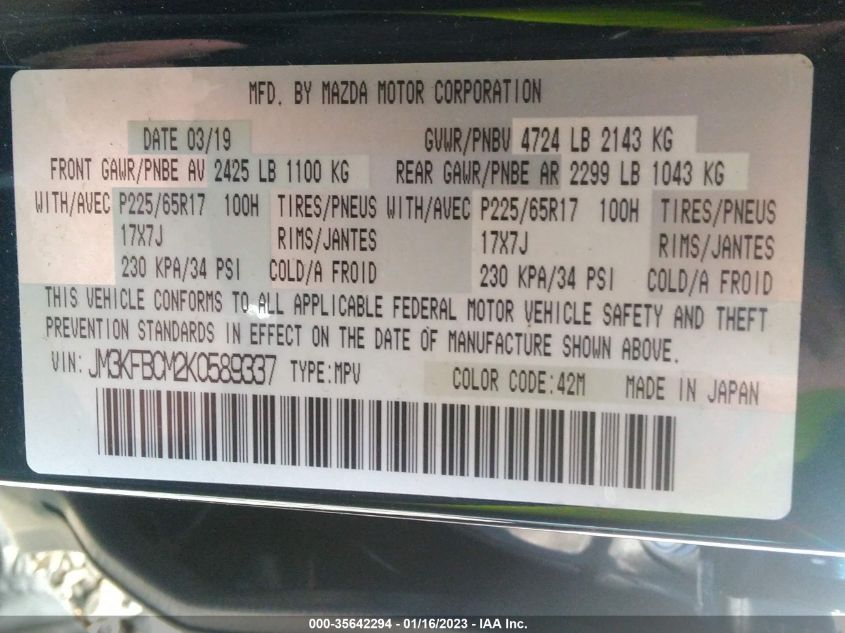 MFD. BY MAZDA MOTOR CORPORATION
DATE 03/19 GVWR/PNBV 4724 LB 2143 KG
FRONT GAWR/PNBE AV 2425 LB 1100 KG REAR GAWR/PNBE AR 2299 LB 1043 KG
WITH/AVEC P225/65R17 100H TIRES/PNEUS WITH/AVEC P225/65R17 100H TIRES/PNEUS
17X7J RIMS/JANTES 17X7J RIMS/JANTES
230 KPA/34 PSI COLD/A FROID 230 KPA/34 PSI COLD/A FROID
THIS VEHICLE CONFORMS TO ALL APPLICABLE FEDERAL MOTOR VEHICLE SAFETY AND THEFT
PREVENTION STANDARDS IN EFFECT ON THE DATE OF MANUFACTURE SHOWN ABOVE.
VIN: JM3KFBCM2K0589337 TYPE:MPV COLOR CODE:42M MADE IN JAPAN
000-35642294 - 01/16/2023 - IAA Inc.